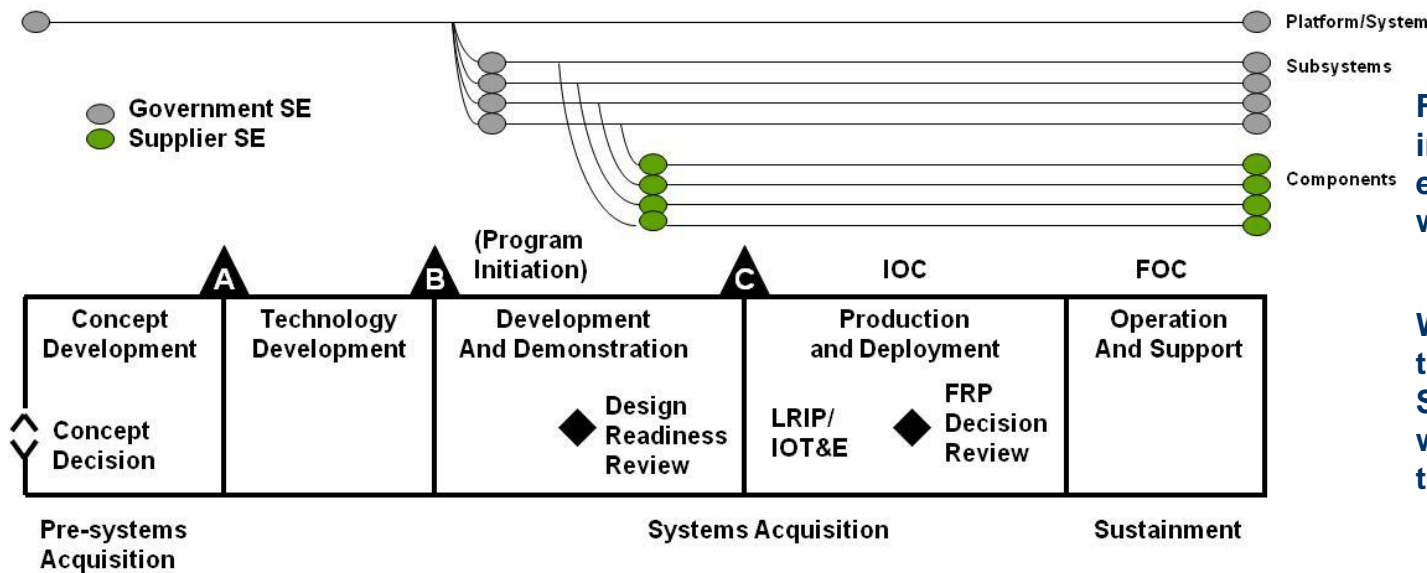 Platform/System
Subsystems
Government SE
Supplier SE
Components
(Program
Initiation)
IOC
FOC
A
B
C
Concept
Development
Technology
Development
Development
And Demonstration
Production
and Deployment
Operation
And Support
Concept
Decision
Design
Readiness
Review
LRIP/
IOT&E
FRP
Decision
Review
Pre-systems
Acquisition
Systems Acquisition
Sustainment